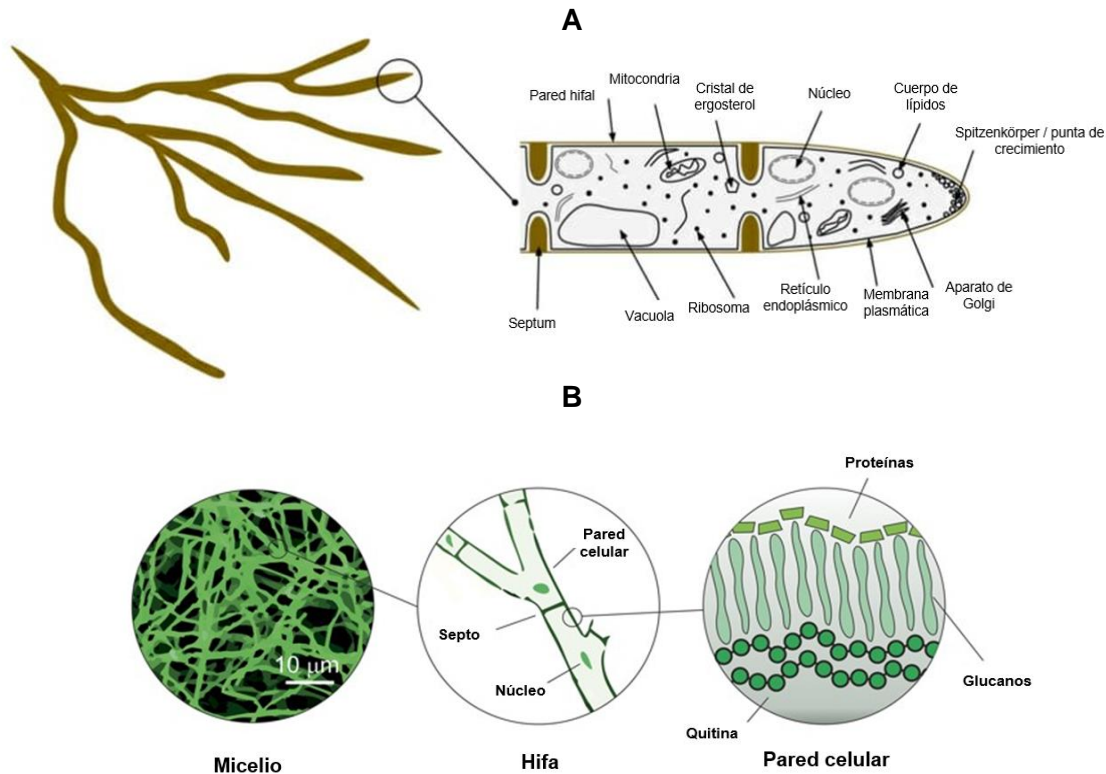 A
Pared hifal
Mitocondria
Cristal de
ergosterol
Núcleo
Cuerpo de
lípidos
Spitzenkörper / punta de
crecimiento
Septum
Vacuola
Ribosoma
Retículo
endoplásmico
Membrana
plasmática
Aparato de
Golgi
B
10 μm
Micelio
Pared
celular
Septo
Núcleo
Hifa
Proteínas
Glucanos
Quitina
Pared celular